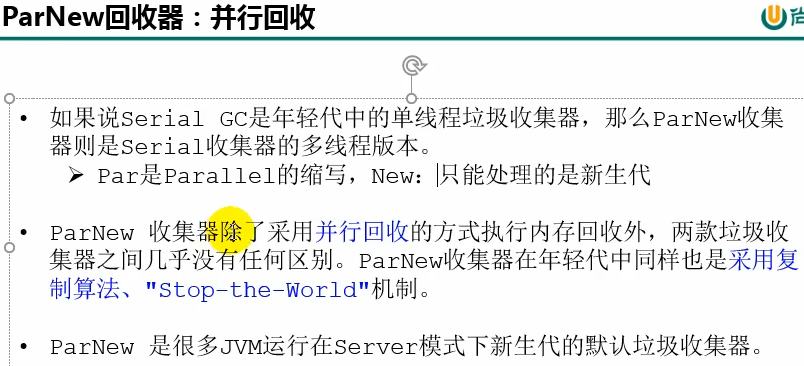 ParNew回收器：并行回收
尚
• 如果说Serial GC是年轻代中的单线程垃圾收集器，那么ParNew收集
器则是Serial收集器的多线程版本。
➢ Par是Parallel的缩写，New：只能处理的是新生代
• ParNew 收集器除了采用并行回收的方式执行内存回收外，两款垃圾收
集器之间几乎没有任何区别。ParNew收集器在年轻代中同样也是采用复
制算法、"Stop-the-World"机制。
• ParNew 是很多JVM运行在Server模式下新生代的默认垃圾收集器。